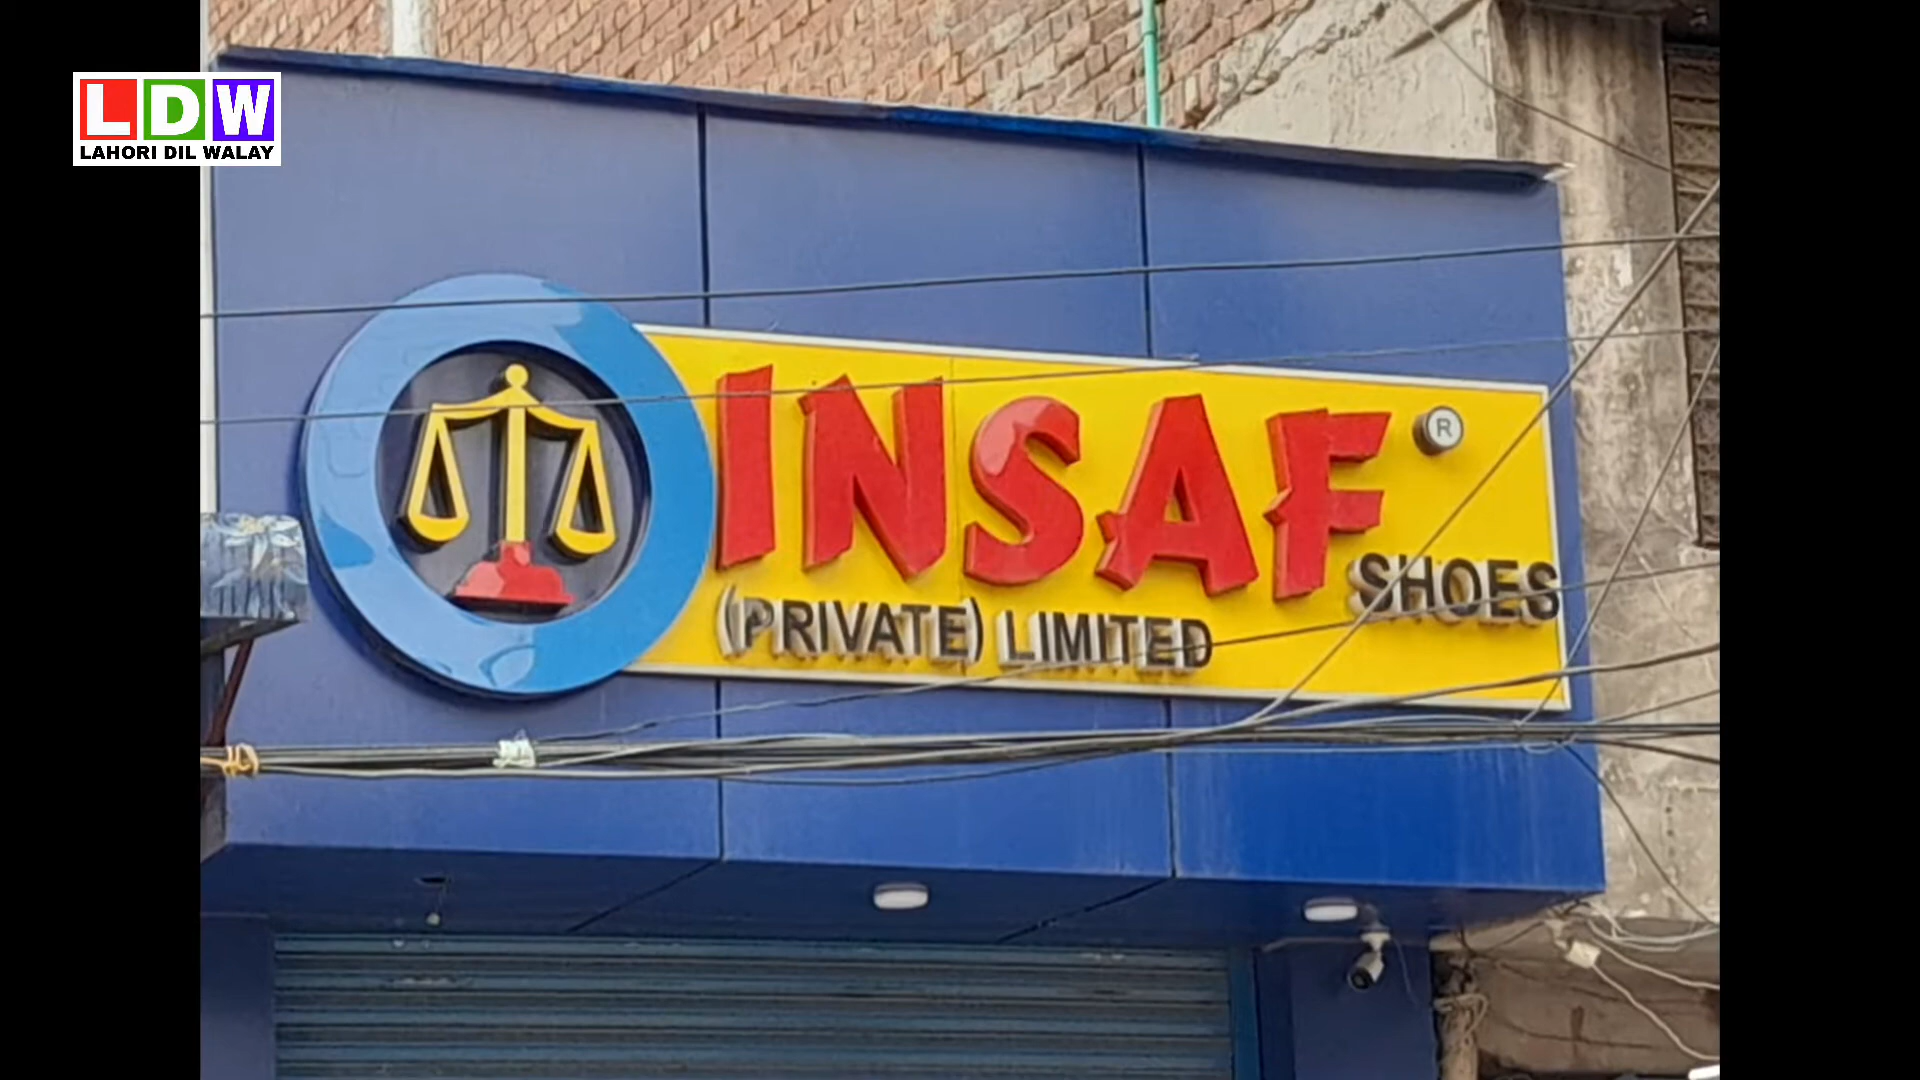 LDW
LAHORI DIL WALAY
INSAF ®
SHOES
(PRIVATE) LIMITED